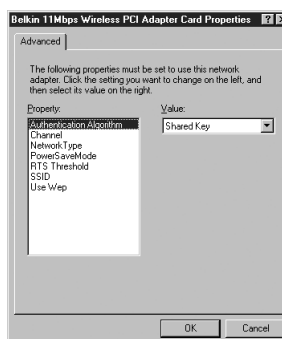 Belkin 11Mbps Wireless PCI Adapter Card Properties
Advanced
The following properties must be set to use this network
adapter. Click the setting you want to change on the left, and
then select its value on the right.
Property:
Value:
Authentication Algorithm
Channel
NetworkType
PowerSaveMode
RTS Threshold
SSID
Use Wep
Shared Key
OK
Cancel